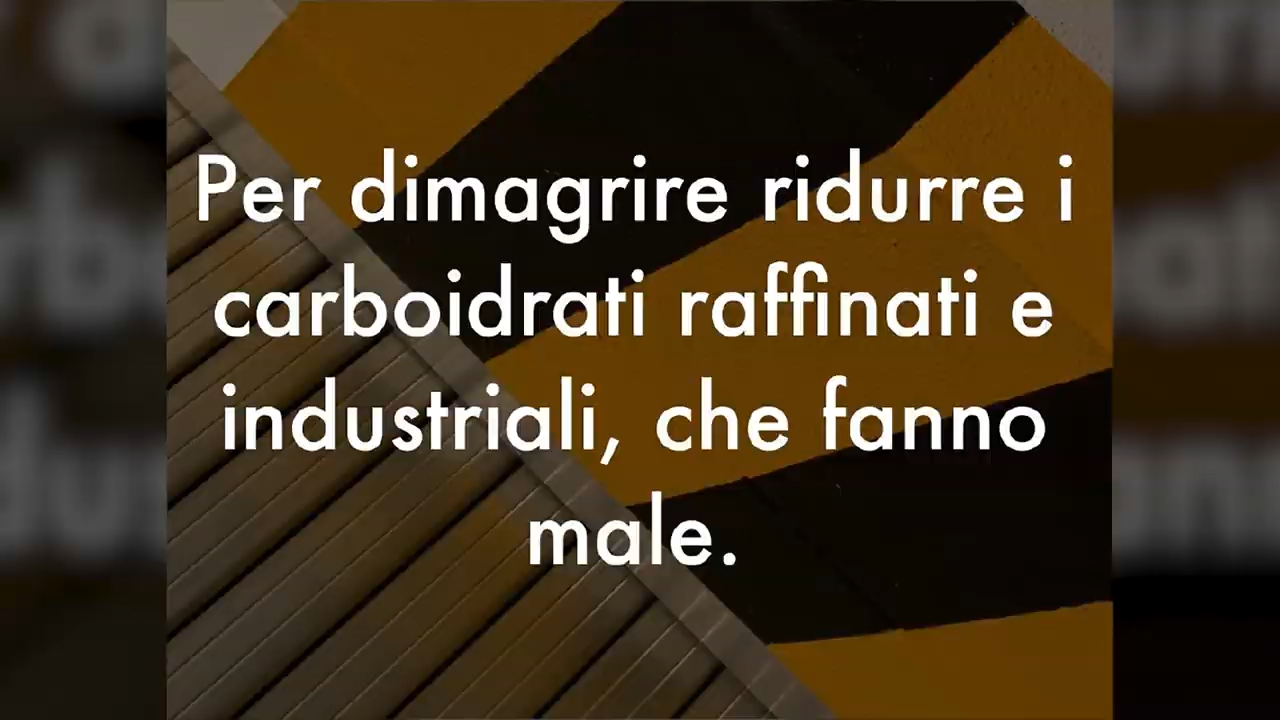 Per dimagrire ridurre i
carboidrati raffinati e
industriali, che fanno
male.